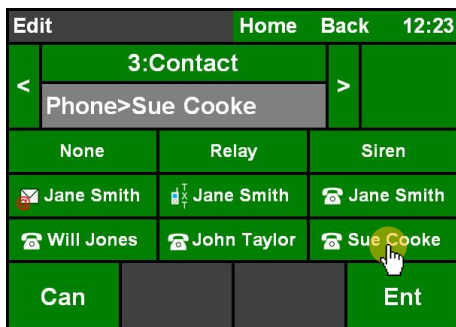 Edit Home Back 12:23
< 3:Contact >
Phone>Sue Cooke
None Relay Siren
Jane Smith TXT Jane Smith Jane Smith
Will Jones John Taylor Sue Cooke
Can Ent